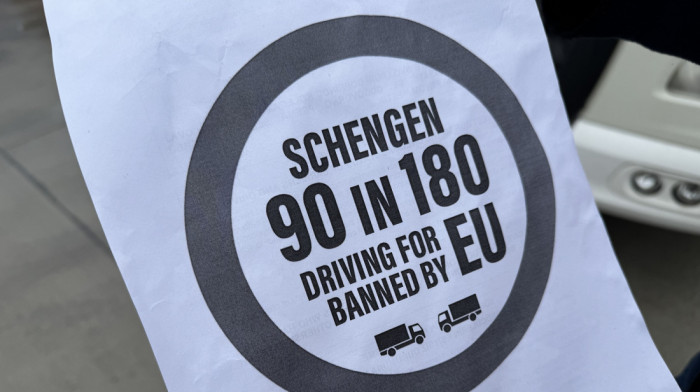 SCHENGEN
90 IN 180
DRIVING FOR EU
BANNED BY